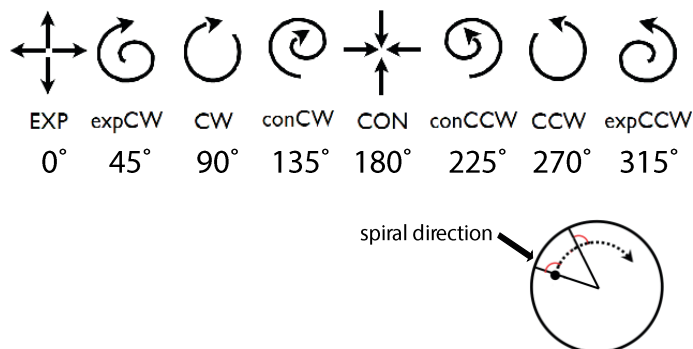 EXP expCW CW conCW CON conCCW CCW expCCW
0° 45° 90° 135° 180° 225° 270° 315°
spiral direction